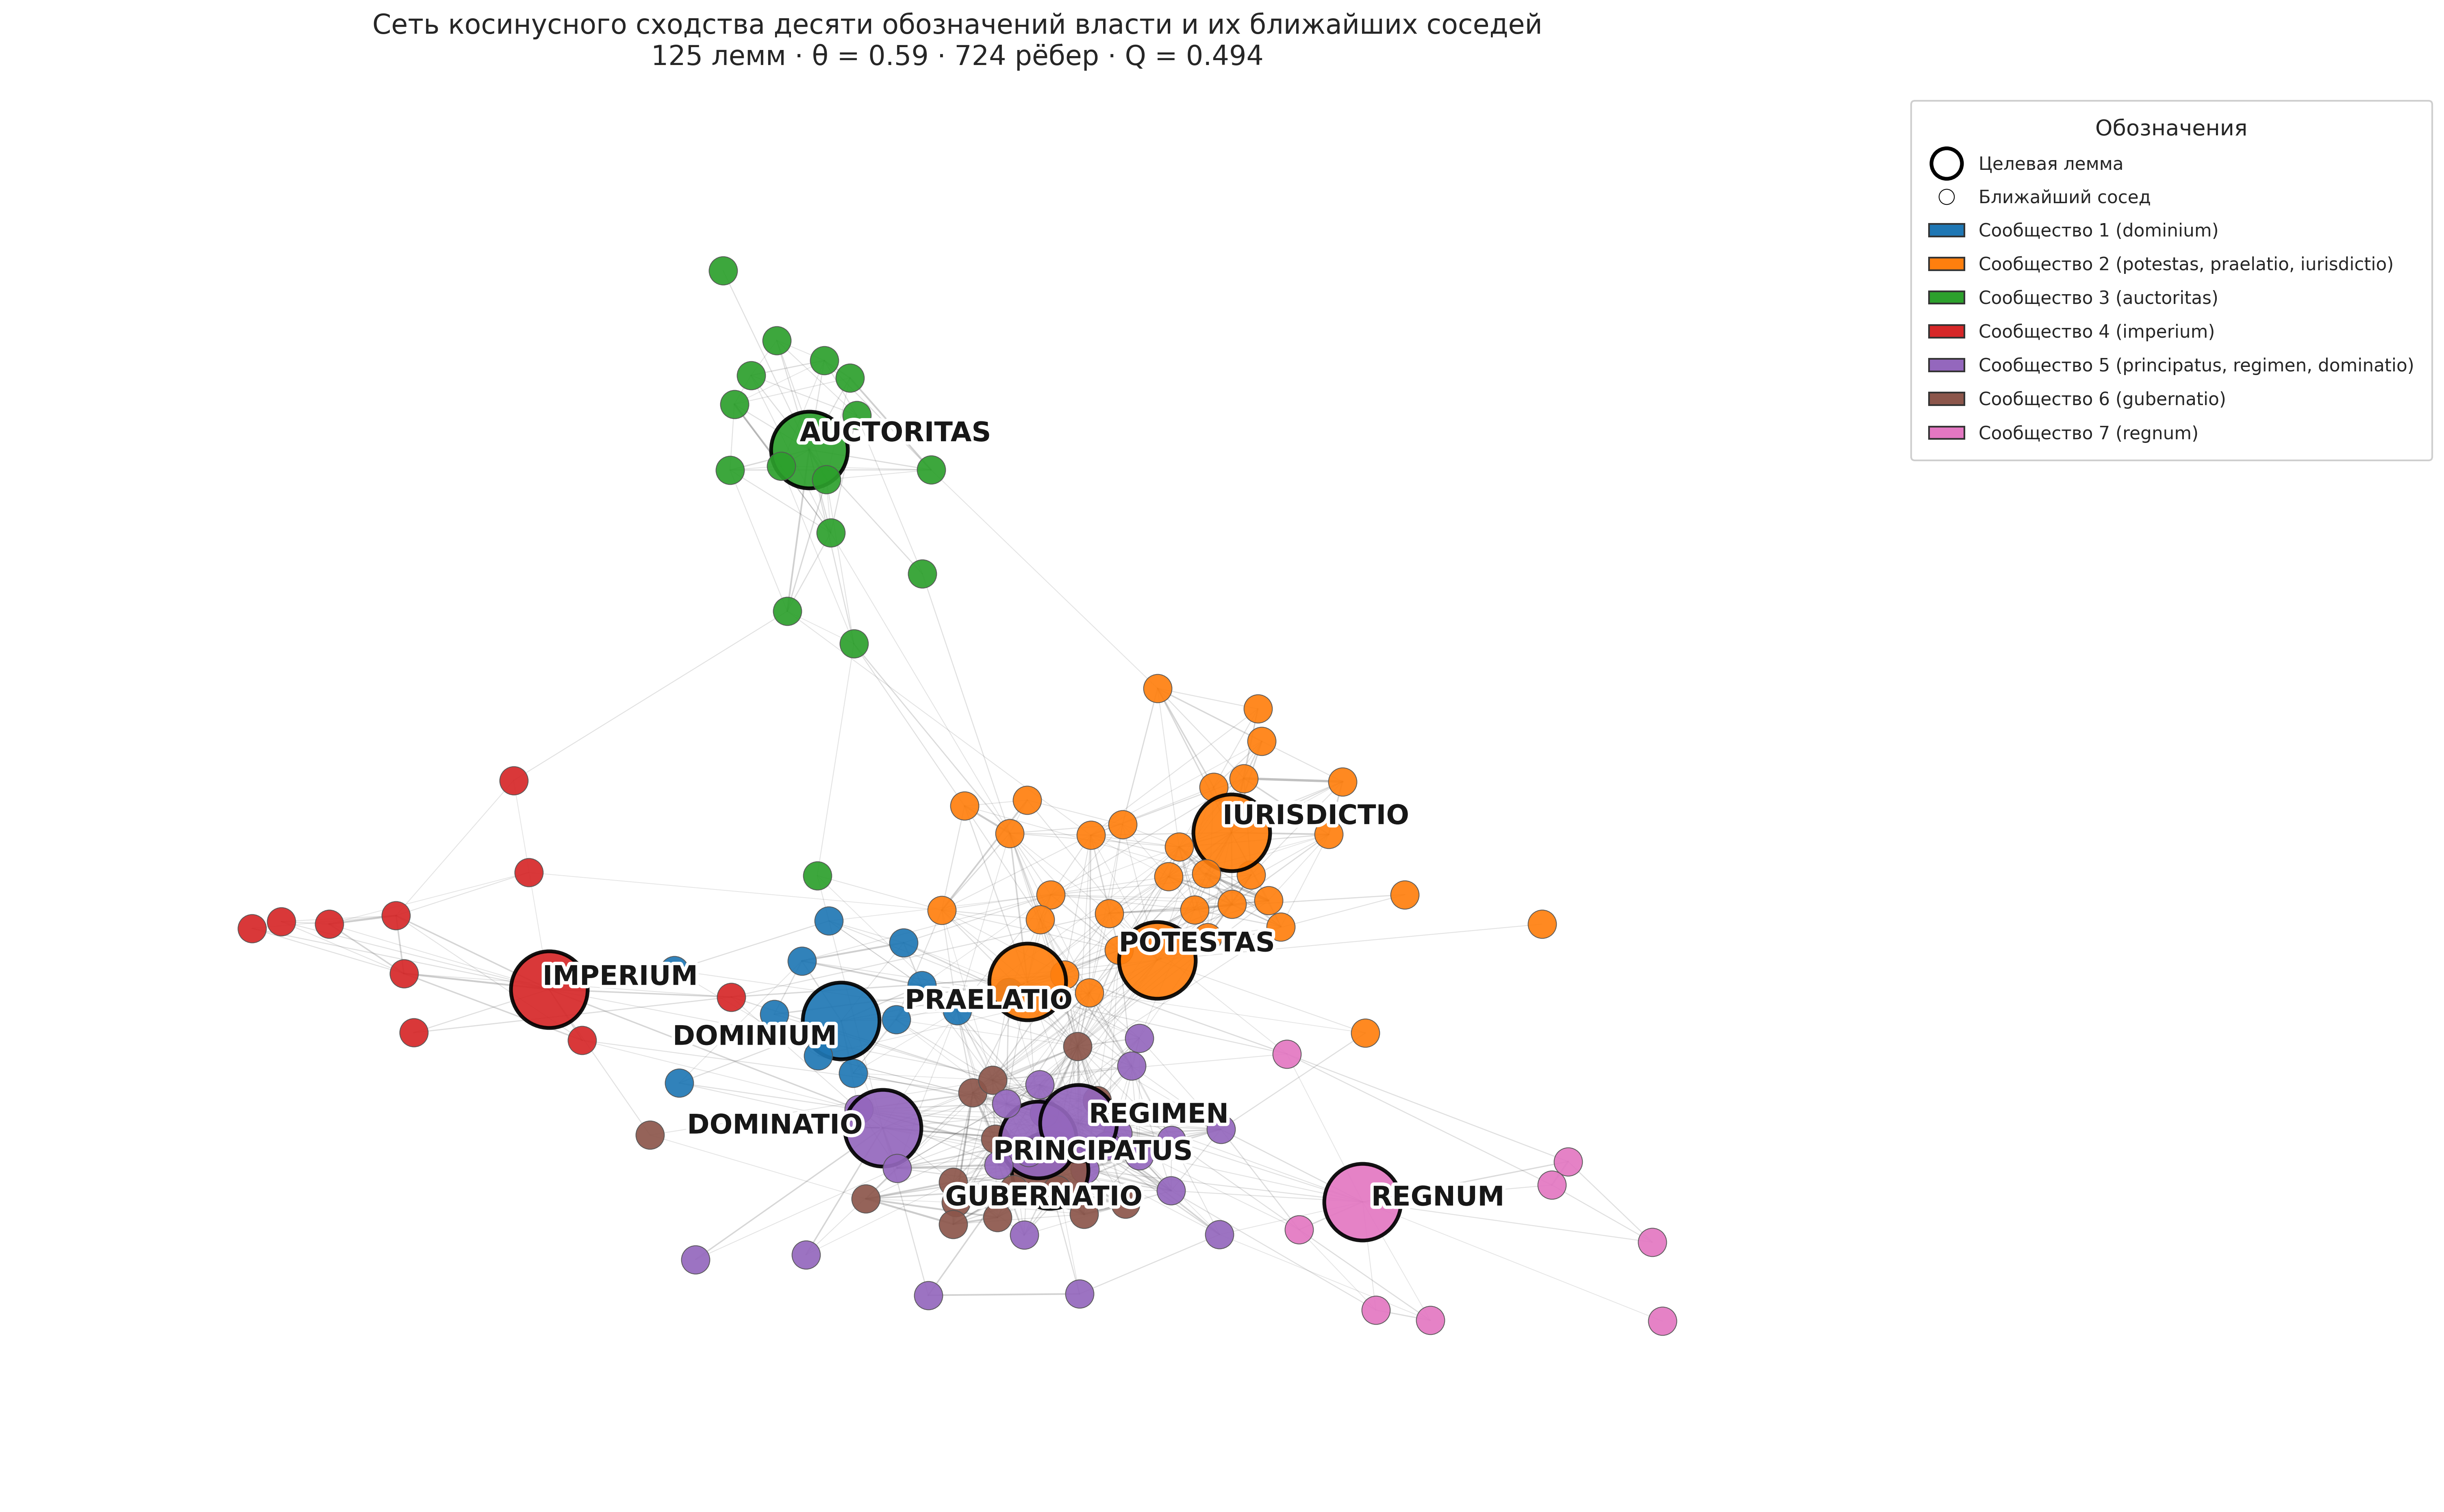 Сеть косинусного сходства десяти обозначений власти и их ближайших соседей
125 лемм · θ = 0.59 · 724 рёбер · Q = 0.494
Обозначения
Целевая лемма
Ближайший сосед
Сообщество 1 (dominium)
Сообщество 2 (potestas, praelatio, iurisdictio)
Сообщество 3 (auctoritas)
Сообщество 4 (imperium)
Сообщество 5 (principatus, regimen, dominatio)
Сообщество 6 (gubernatio)
Сообщество 7 (regnum)
AUCTORITAS
IURISDICTIO
POTESTAS
IMPERIUM
PRAELATIO
DOMINIUM
REGIMEN
DOMINATIO
PRINCIPATUS
GUBERNATIO
REGNUM